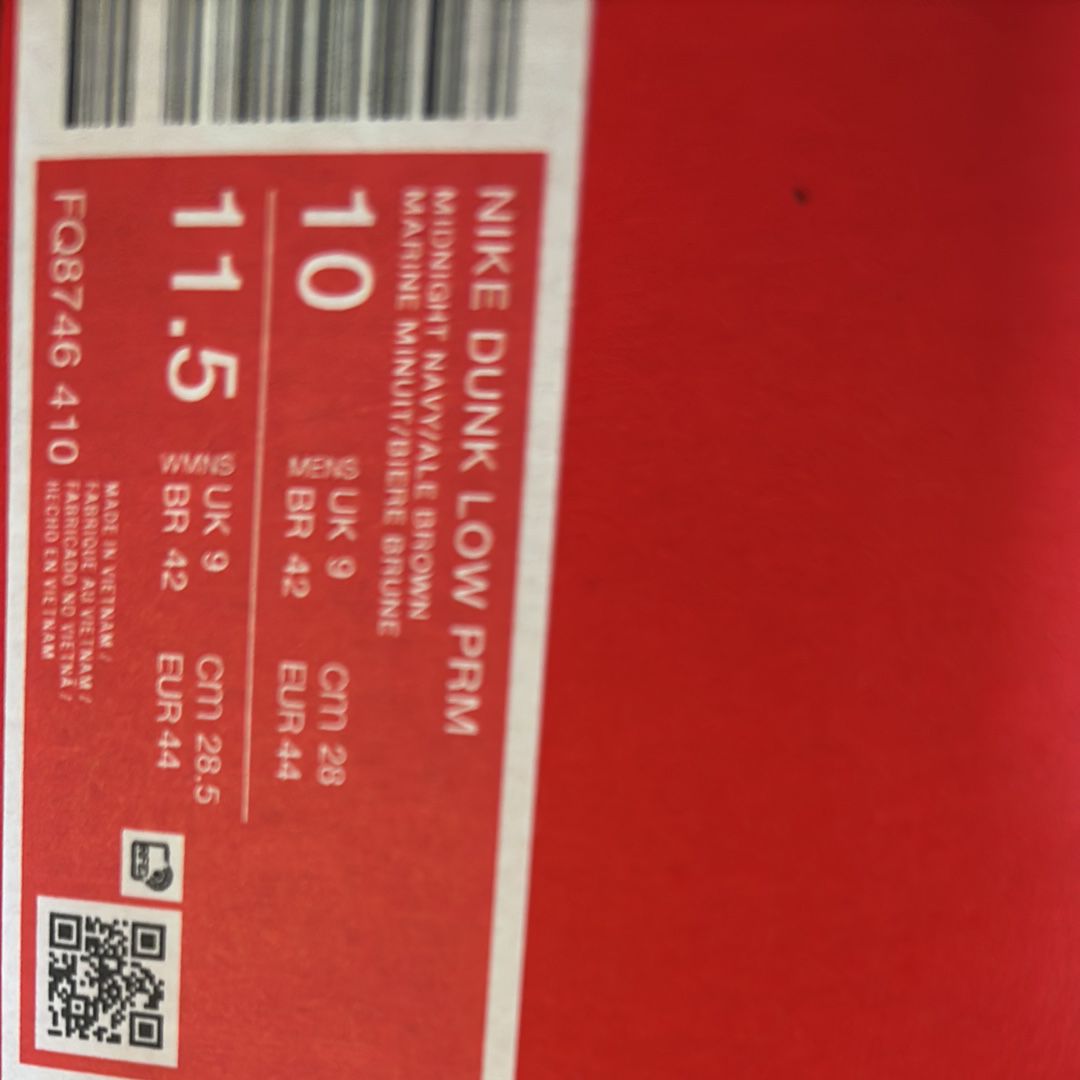 NIKE DUNK LOW PRM
MIDNIGHT NAVY/ALE BROWN
MARINE MINUIT/BIERE BRUNE
10 MENS UK 9 cm 28
BR 42 EUR 44
11.5 WMNS UK 9 cm 28.5
BR 42 EUR 44
FQ8746 410
MADE IN VIETNAM /
FABRIQUE AU VIETNAM /
FABRICADO NO VIETNÃ /
HECHO EN VIETNAM